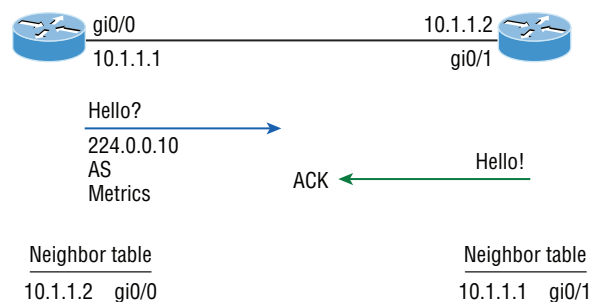 gi0/0
10.1.1.2
10.1.1.1
gi0/1
Hello?
224.0.0.10
AS
Metrics
ACK
Hello!
Neighbor table
10.1.1.2 gi0/0
Neighbor table
10.1.1.1 gi0/1